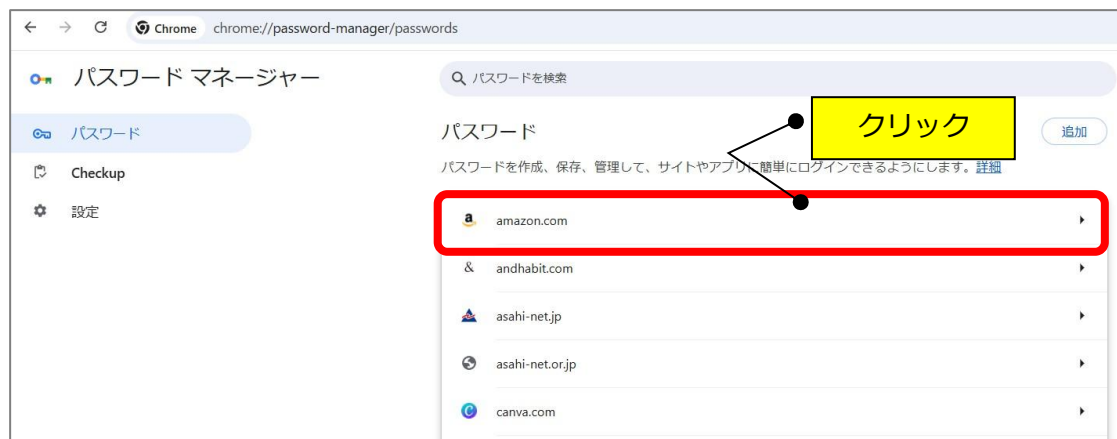 Chrome chrome://password-manager/passwords
パスワード マネージャー
パスワードを検索
パスワード
Checkup
設定
パスワード
クリック
追加
パスワードを作成、保存、管理して、サイトやアプリに簡単にログインできるようにします。詳細
amazon.com
andhabit.com
asahi-net.jp
asahi-net.or.jp
canva.com